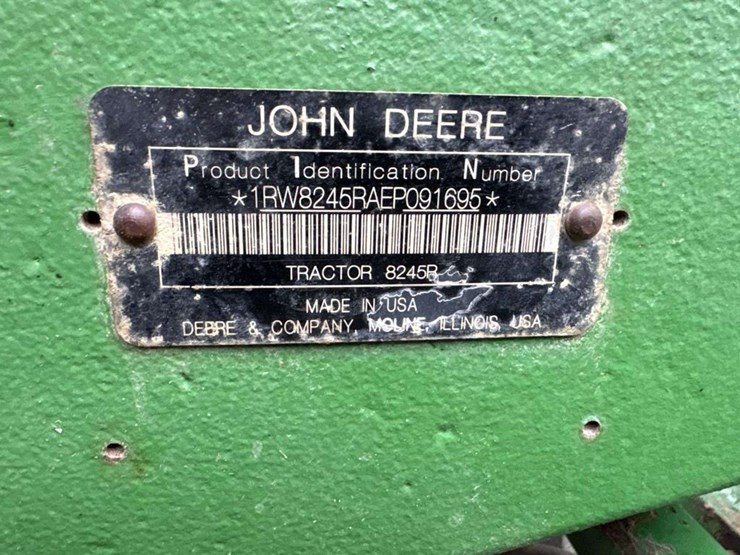 JOHN DEERE
Product Identification Number
*1RW8245RAEP091695*
TRACTOR 8245R
MADE IN USA
DEERE & COMPANY, MOLINE, ILLINOIS, USA